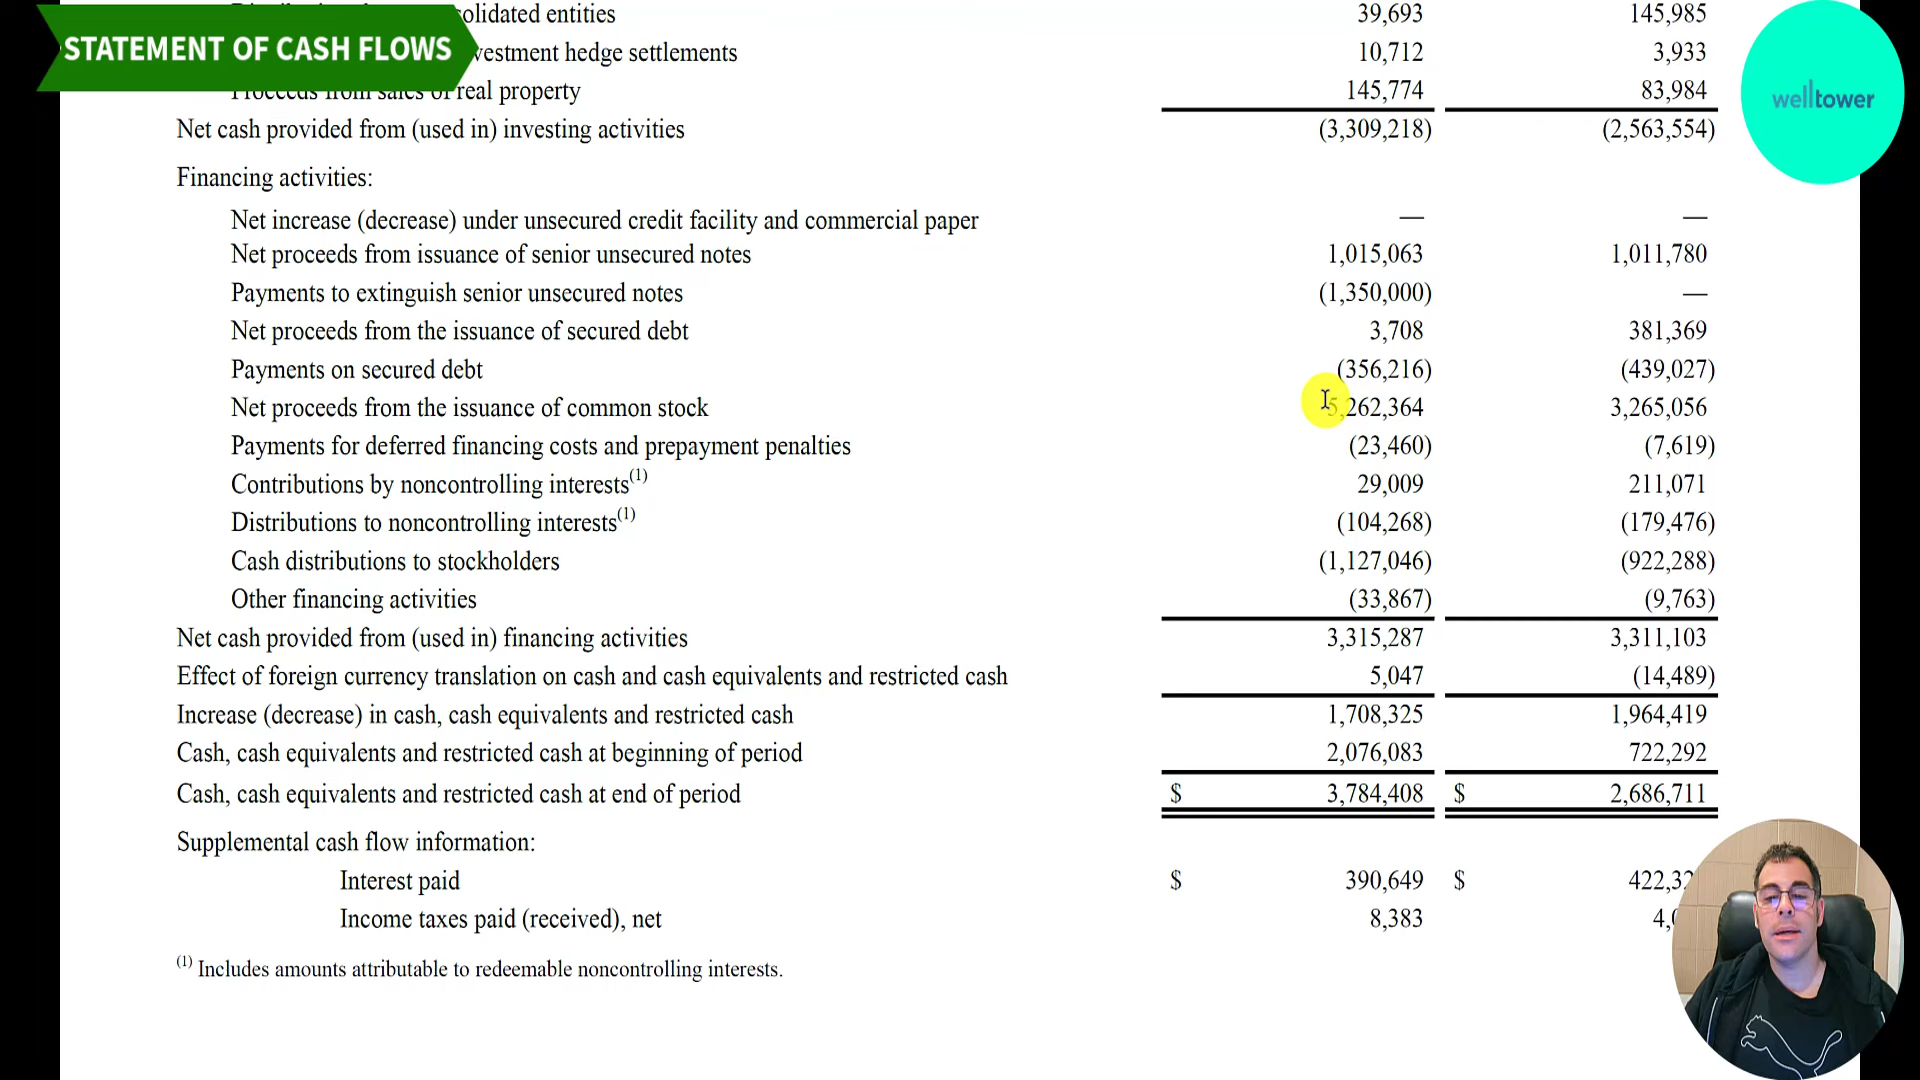 STATEMENT OF CASH FLOWS
solidated entities 39,693 145,985
vestment hedge settlements 10,712 3,933
Proceeds from sales of real property 145,774 83,984
welltower
Net cash provided from (used in) investing activities (3,309,218) (2,563,554)
Financing activities:
Net increase (decrease) under unsecured credit facility and commercial paper — —
Net proceeds from issuance of senior unsecured notes 1,015,063 1,011,780
Payments to extinguish senior unsecured notes (1,350,000) —
Net proceeds from the issuance of secured debt 3,708 381,369
Payments on secured debt (356,216) (439,027)
Net proceeds from the issuance of common stock 5,262,364 3,265,056
Payments for deferred financing costs and prepayment penalties (23,460) (7,619)
Contributions by noncontrolling interests(1) 29,009 211,071
Distributions to noncontrolling interests(1) (104,268) (179,476)
Cash distributions to stockholders (1,127,046) (922,288)
Other financing activities (33,867) (9,763)
Net cash provided from (used in) financing activities 3,315,287 3,311,103
Effect of foreign currency translation on cash and cash equivalents and restricted cash 5,047 (14,489)
Increase (decrease) in cash, cash equivalents and restricted cash 1,708,325 1,964,419
Cash, cash equivalents and restricted cash at beginning of period 2,076,083 722,292
Cash, cash equivalents and restricted cash at end of period $ 3,784,408 $ 2,686,711
Supplemental cash flow information:
Interest paid $ 390,649 $ 422,32
Income taxes paid (received), net 8,383 4,0
(1) Includes amounts attributable to redeemable noncontrolling interests.